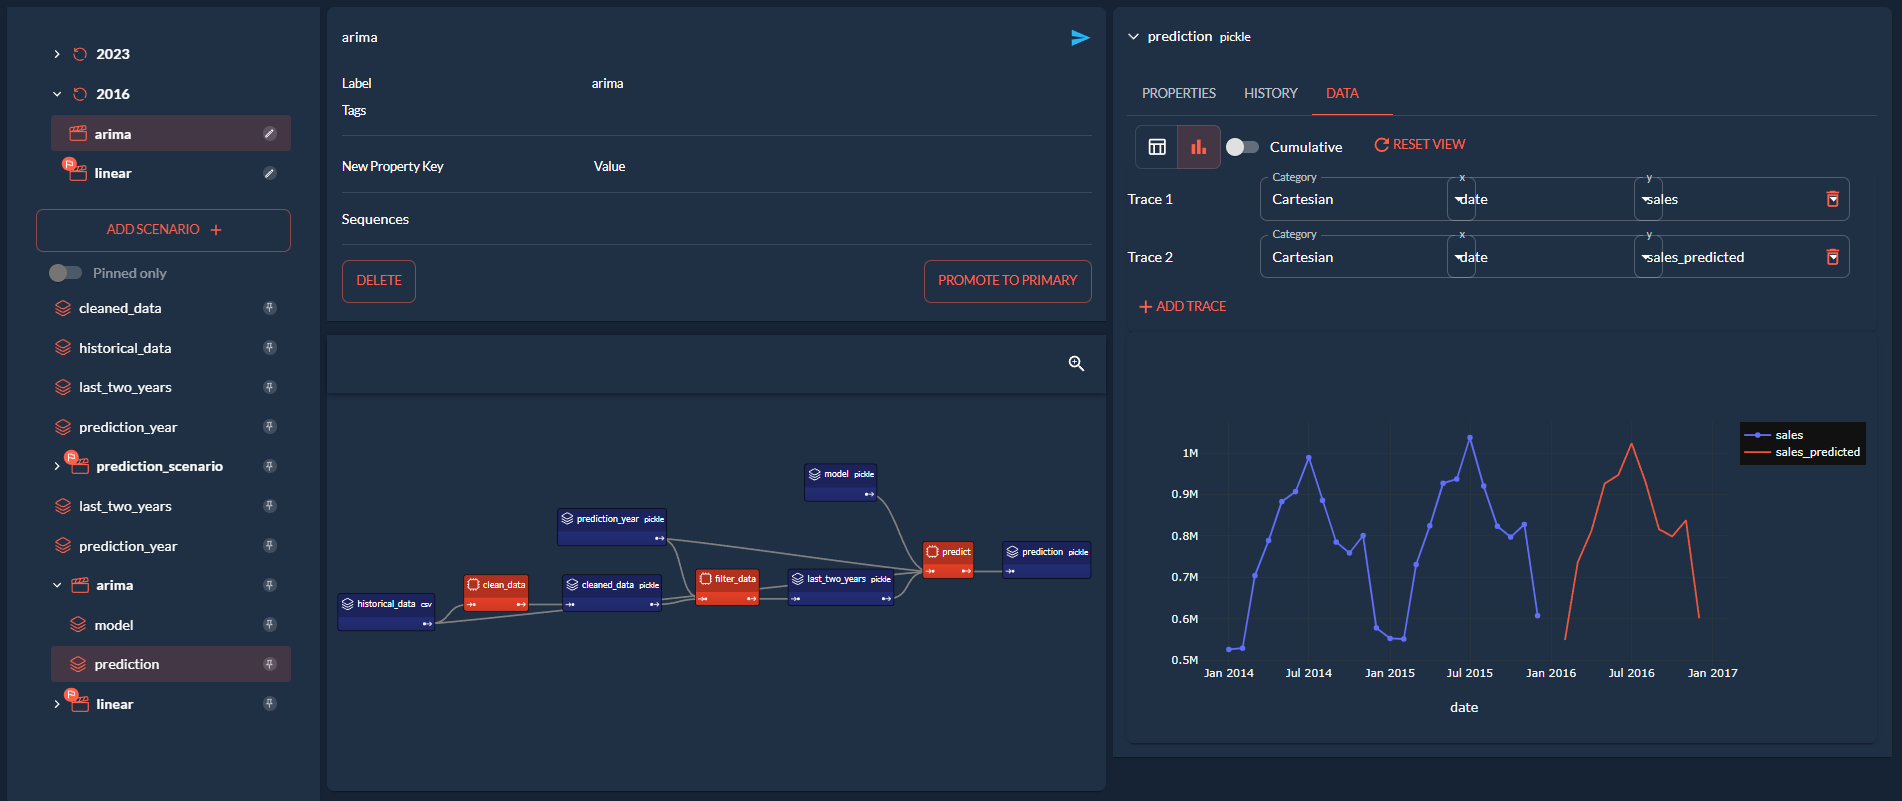 2023
2016
arima
linear
ADD SCENARIO
Pinned only
cleaned_data
historical_data
last_two_years
prediction_year
prediction_scenario
last_two_years
prediction_year
arima
model
prediction
linear
arima
Label arima
Tags
New Property Key Value
Sequences
DELETE PROMOTE TO PRIMARY
model pickle
prediction_year pickle
predict
prediction pickle
clean_data
cleaned_data pickle
filter_data
last_two_years pickle
historical_data csv
prediction pickle
PROPERTIES HISTORY DATA
Cumulative RESET VIEW
Category x y
Trace 1 Cartesian date sales
Category x y
Trace 2 Cartesian date sales_predicted
ADD TRACE
sales
sales_predicted
1M
0.9M
0.8M
0.7M
0.6M
0.5M
Jan 2014 Jul 2014 Jan 2015 Jul 2015 Jan 2016 Jul 2016 Jan 2017
date